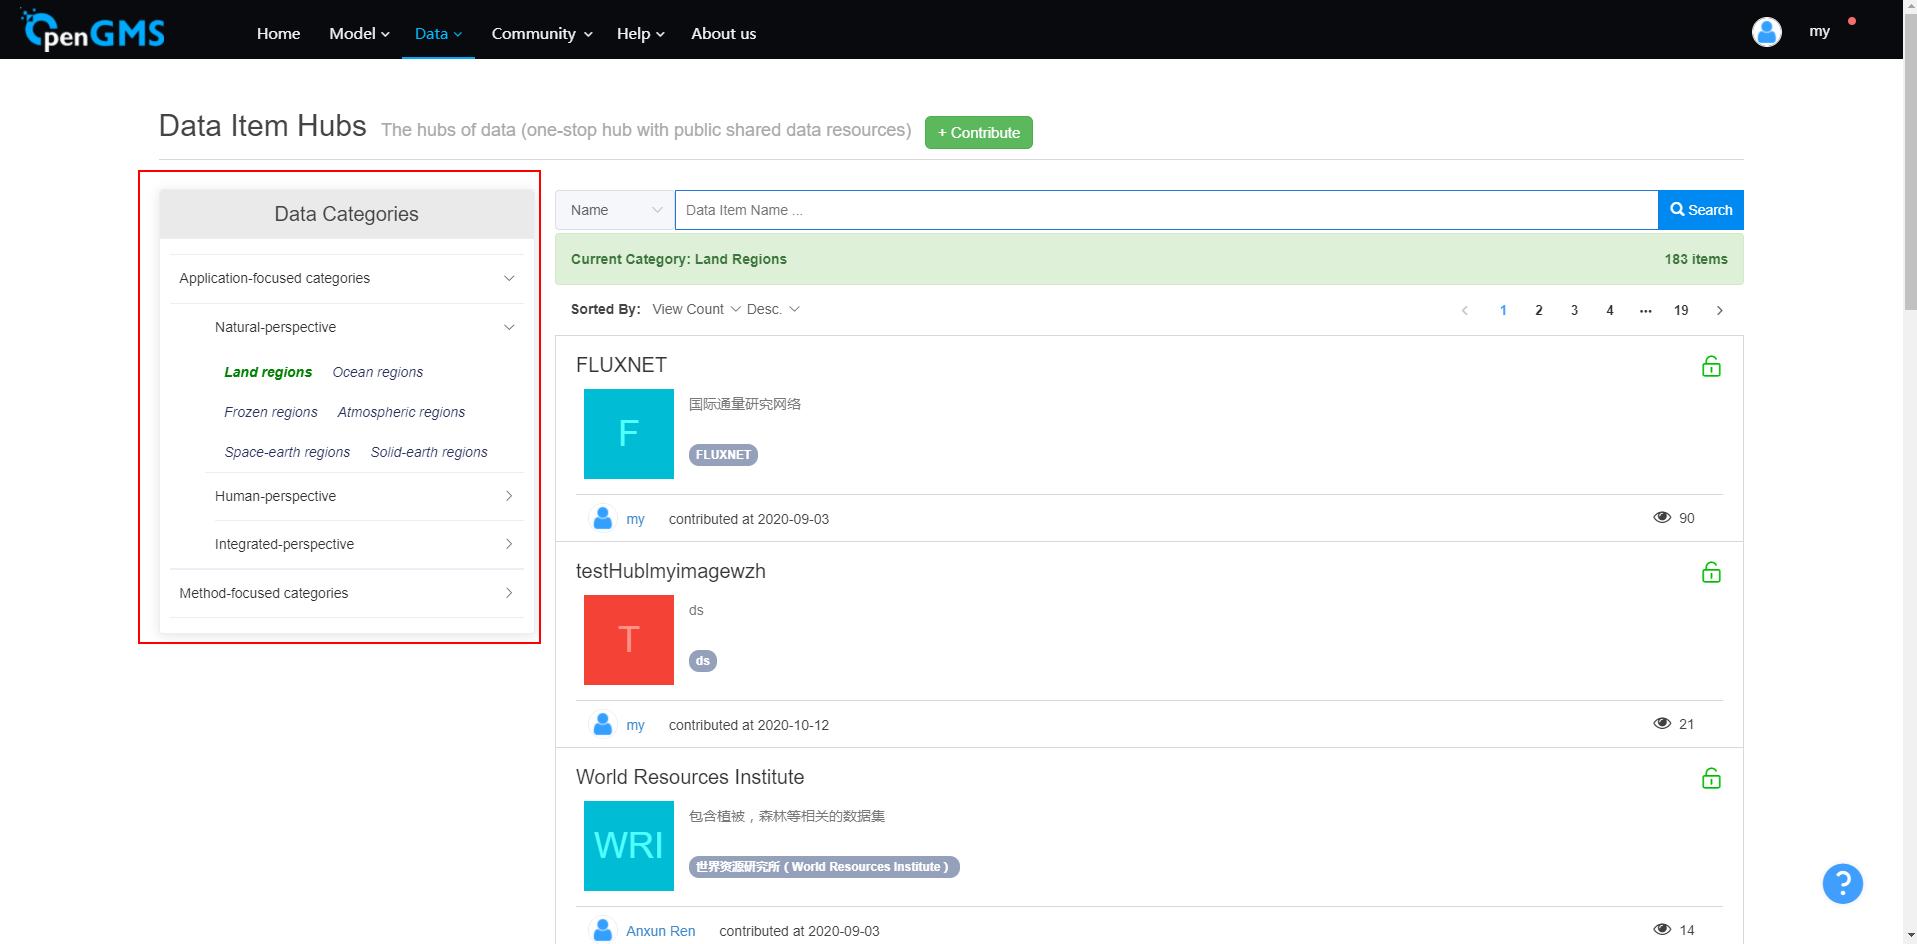 OpenGMS
Home Model Data Community Help About us my
Data Item Hubs The hubs of data (one-stop hub with public shared data resources) + Contribute
Data Categories
Application-focused categories
Natural-perspective
Land regions Ocean regions
Frozen regions Atmospheric regions
Space-earth regions Solid-earth regions
Human-perspective
Integrated-perspective
Method-focused categories
Name Data Item Name ... Search
Current Category: Land Regions 183 items
Sorted By: View Count Desc. 1 2 3 4 ... 19
FLUXNET
F
国际通量研究网络
FLUXNET
my contributed at 2020-09-03 90
testHublmyimagewzh
T
ds
ds
my contributed at 2020-10-12 21
World Resources Institute
WRI
包含植被，森林等相关的数据集
世界资源研究所 ( World Resources Institute )
Anxun Ren contributed at 2020-09-03 14
?